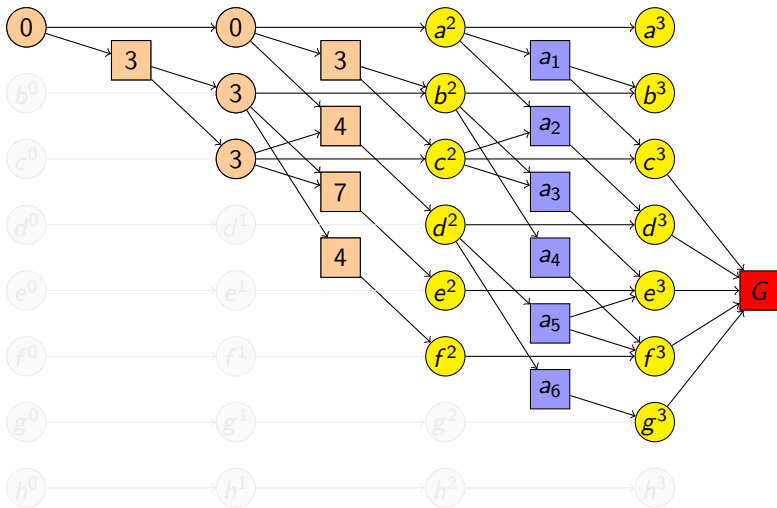 0 0 a² a³
3 3 a₁
b⁰ 3 b² b³
4 a₂
c⁰ 3 c² c³
7 a₃
d⁰ d¹ d² d³
4 a₄
e⁰ e¹ e² e³ G
a₅
f⁰ f¹ f² f³
a₆
g⁰ g¹ g² g³
h⁰ h¹ h² h³